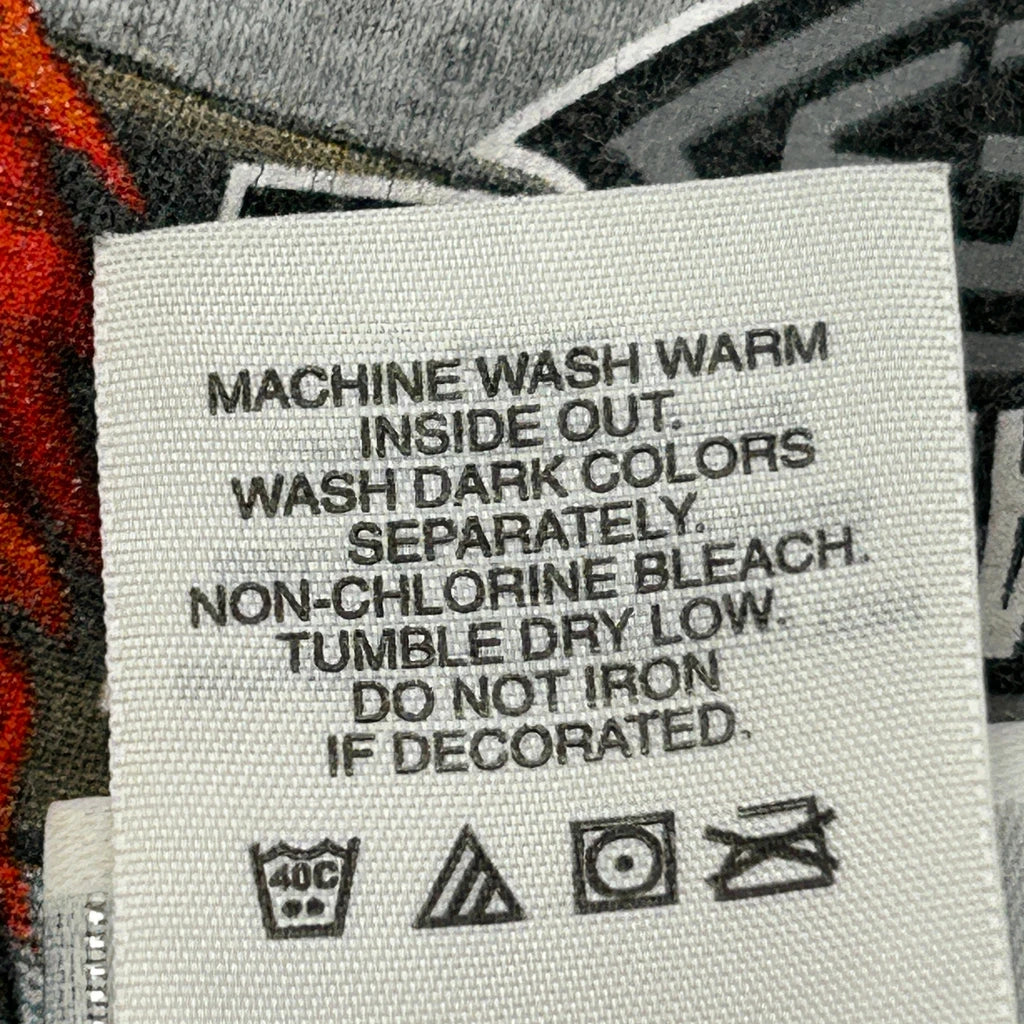 MACHINE WASH WARM
INSIDE OUT.
WASH DARK COLORS
SEPARATELY.
NON-CHLORINE BLEACH.
TUMBLE DRY LOW.
DO NOT IRON
IF DECORATED.
40C